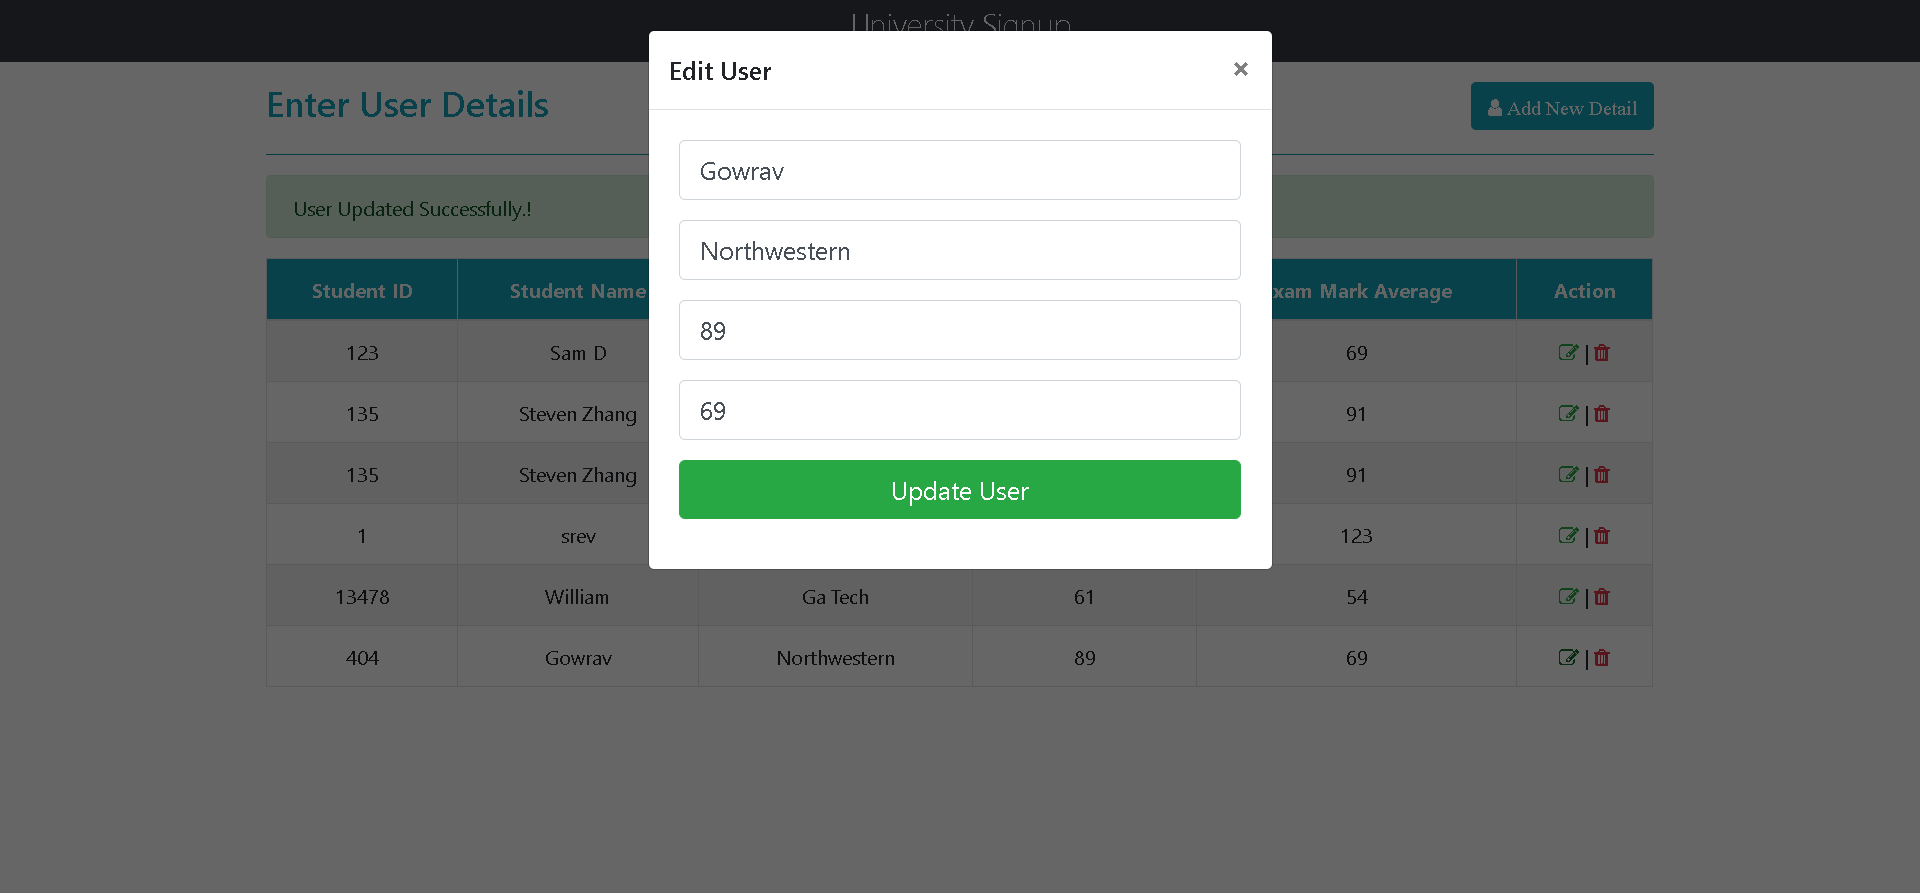 University Signup
Edit User
×
Enter User Details
Add New Detail
Gowrav
User Updated Successfully.!
Northwestern
Student ID Student Name xam Mark Average Action
89
123 Sam D 69 |
135 Steven Zhang 69 91 |
135 Steven Zhang 91 |
Update User
1 srev 123 |
13478 William Ga Tech 61 54 |
404 Gowrav Northwestern 89 69 |